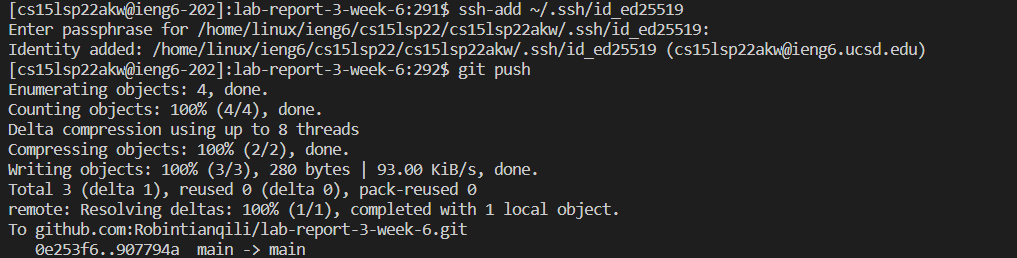 [cs15lsp22akw@ieng6-202]:lab-report-3-week-6:291$ ssh-add ~/.ssh/id_ed25519
Enter passphrase for /home/linux/ieng6/cs15lsp22/cs15lsp22akw/.ssh/id_ed25519:
Identity added: /home/linux/ieng6/cs15lsp22/cs15lsp22akw/.ssh/id_ed25519 (cs15lsp22akw@ieng6.ucsd.edu)
[cs15lsp22akw@ieng6-202]:lab-report-3-week-6:292$ git push
Enumerating objects: 4, done.
Counting objects: 100% (4/4), done.
Delta compression using up to 8 threads
Compressing objects: 100% (2/2), done.
Writing objects: 100% (3/3), 280 bytes | 93.00 KiB/s, done.
Total 3 (delta 1), reused 0 (delta 0), pack-reused 0
remote: Resolving deltas: 100% (1/1), completed with 1 local object.
To github.com:Robintianqili/lab-report-3-week-6.git
   0e253f6..907794a  main -> main